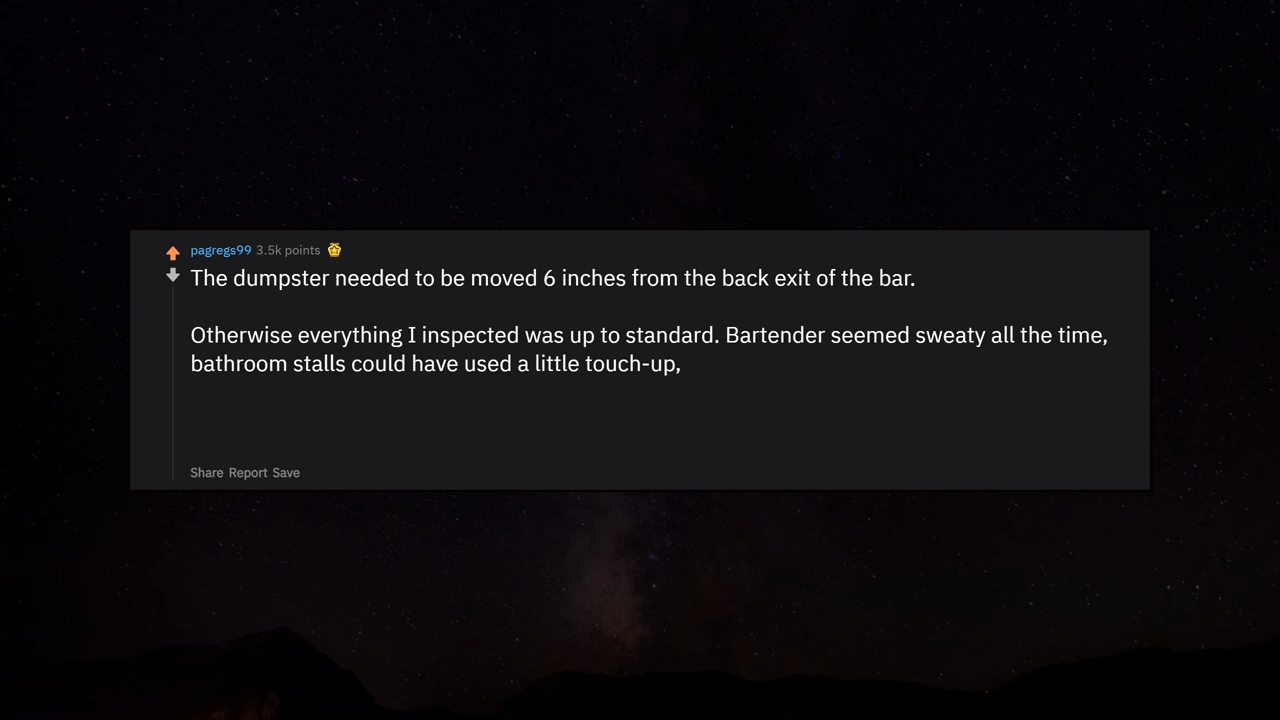 pagregs99 3.5k points
The dumpster needed to be moved 6 inches from the back exit of the bar.
Otherwise everything I inspected was up to standard. Bartender seemed sweaty all the time,
bathroom stalls could have used a little touch-up,
Share Report Save